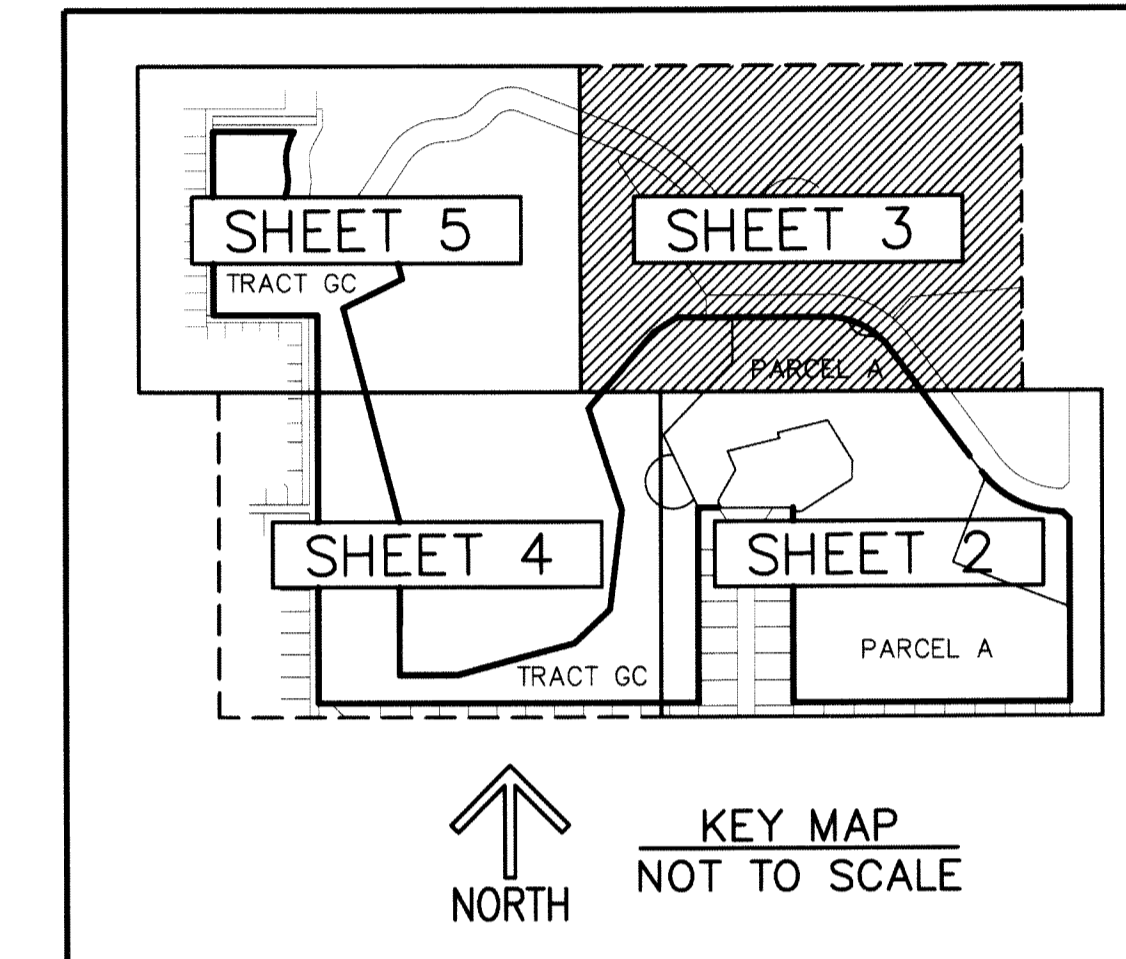 SHEET 5
SHEET 3
TRACT GC
PARCEL A
SHEET 4
SHEET 2
PARCEL A
TRACT GC
NORTH
KEY MAP
NOT TO SCALE